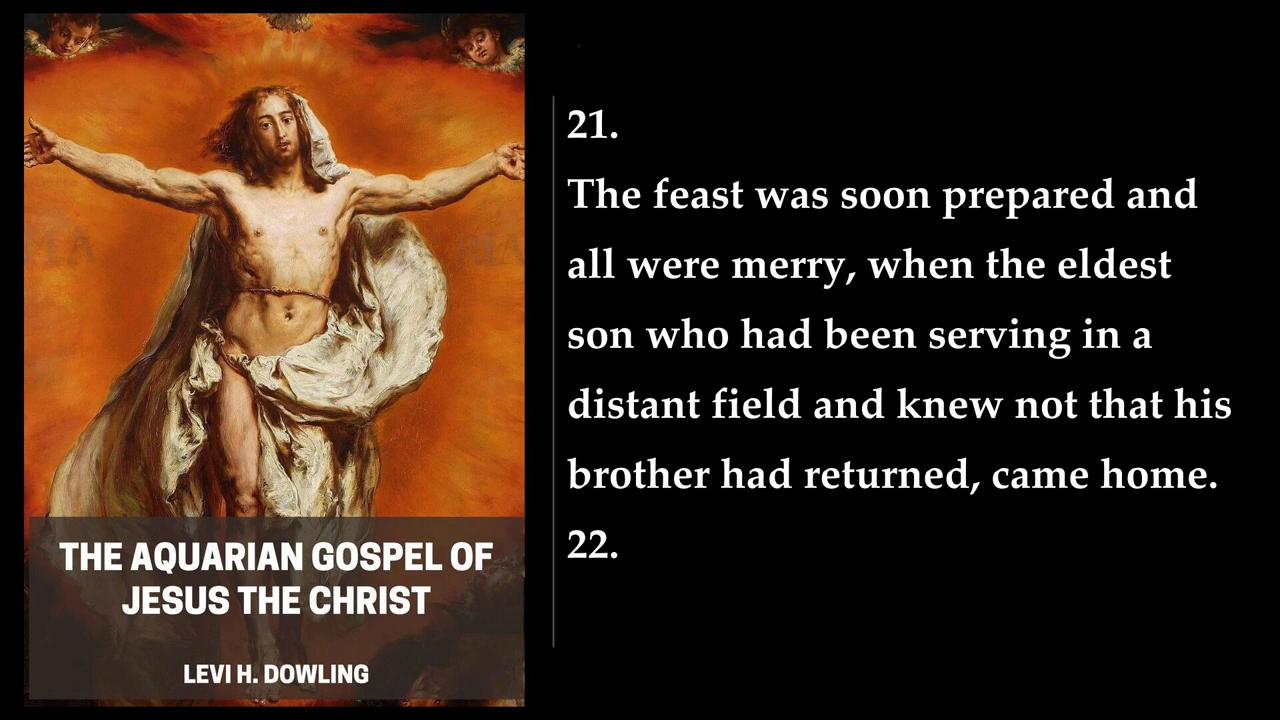 THE AQUARIAN GOSPEL OF
JESUS THE CHRIST
LEVI H. DOWLING
21.
The feast was soon prepared and
all were merry, when the eldest
son who had been serving in a
distant field and knew not that his
brother had returned, came home.
22.